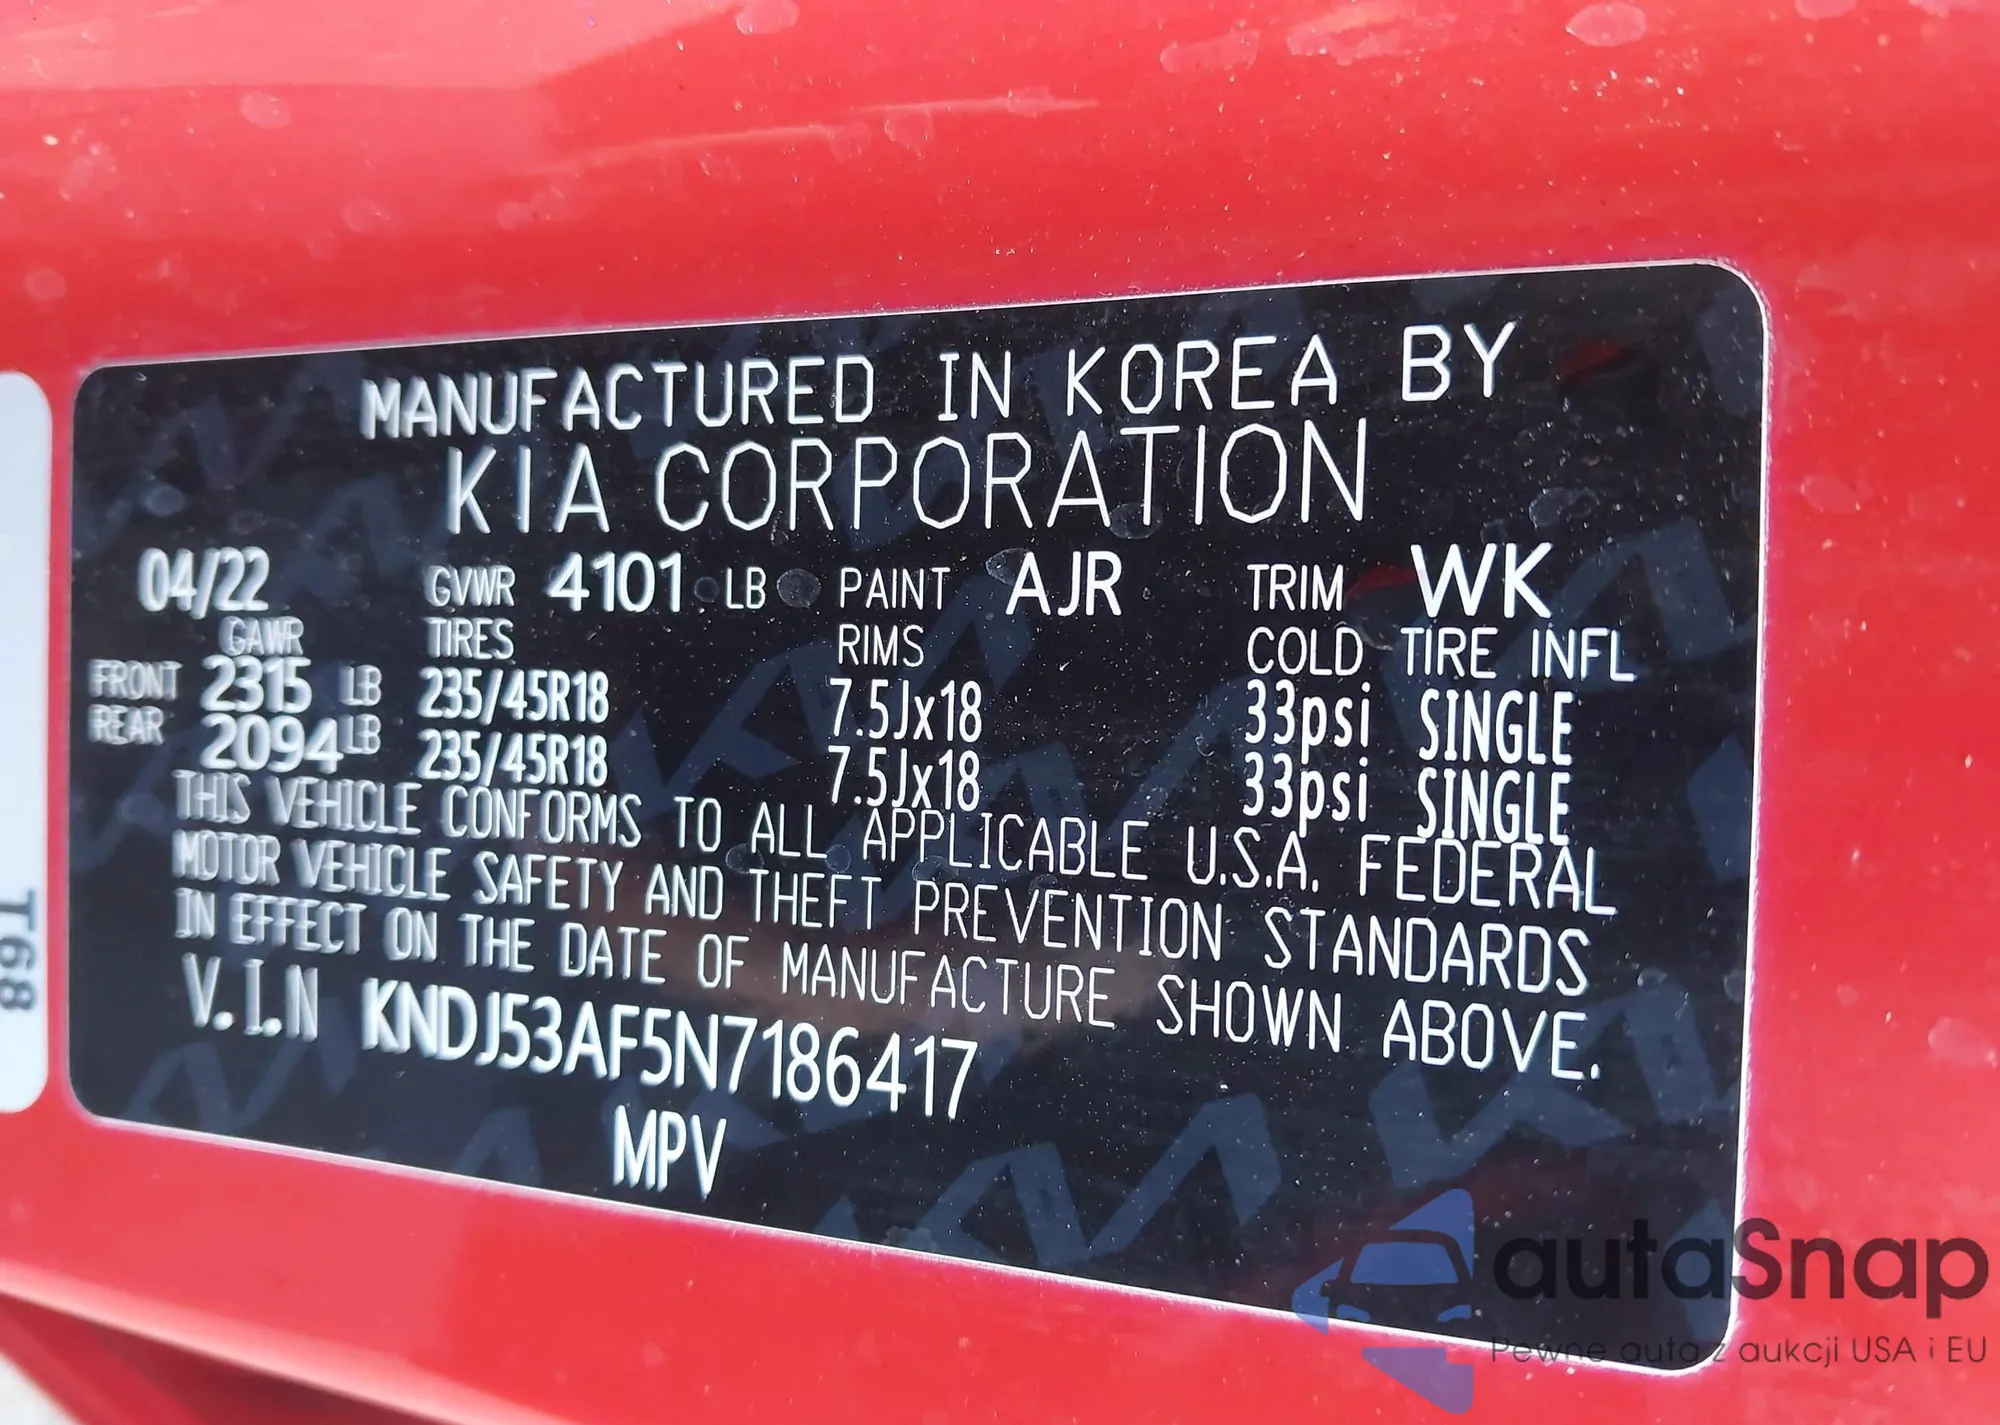 MANUFACTURED IN KOREA BY
KIA CORPORATION
04/22 GVWR 4101 LB PAINT AJR TRIM WK
GAWR TIRES RIMS COLD TIRE INFL
FRONT 2315 LB 235/45R18 7.5Jx18 33psi SINGLE
REAR 2094 LB 235/45R18 7.5Jx18 33psi SINGLE
THIS VEHICLE CONFORMS TO ALL APPLICABLE U.S.A. FEDERAL
MOTOR VEHICLE SAFETY AND THEFT PREVENTION STANDARDS
IN EFFECT ON THE DATE OF MANUFACTURE SHOWN ABOVE.
V.I.N KNDJ53AF5N7186417
MPV
T68
autaSnap
Pewne auta z aukcji USA i EU